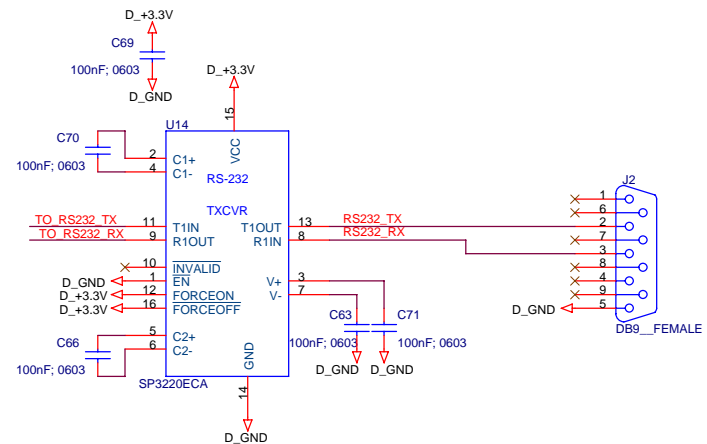 D_+3.3V
C69
100nF; 0603
D_GND
D_+3.3V
15
U14
VCC
C70
100nF; 0603
2
4
C1+
C1-
RS-232
TXCVR
TO_RS232_TX
11
T1IN
T1OUT
13
RS232_TX
TO_RS232_RX
9
R1OUT
R1IN
8
RS232_RX
10
INVALID
D_GND
1
EN
D_+3.3V
12
FORCEON
D_+3.3V
16
FORCEOFF
V+
3
V-
7
C66
100nF; 0603
5
6
C2+
C2-
GND
14
SP3220ECA
D_GND
C63
100nF; 0603
D_GND
C71
100nF; 0603
D_GND
J2
1
6
2
7
3
8
4
9
5
D_GND
DB9__FEMALE